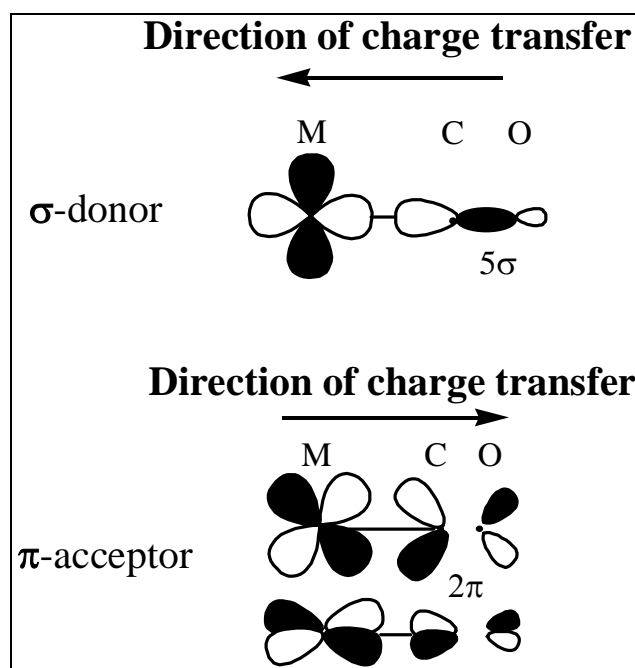 Direction of charge transfer
M C O
σ-donor
5σ
Direction of charge transfer
M C O
π-acceptor
2π